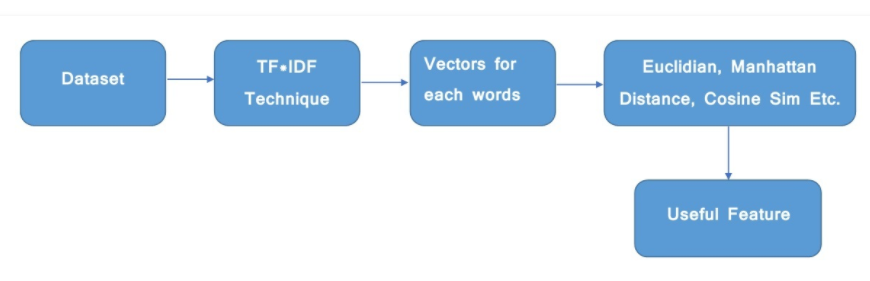 Dataset
TF*IDF
Technique
Vectors for
each words
Euclidian, Manhattan
Distance, Cosine Sim Etc.
Useful Feature